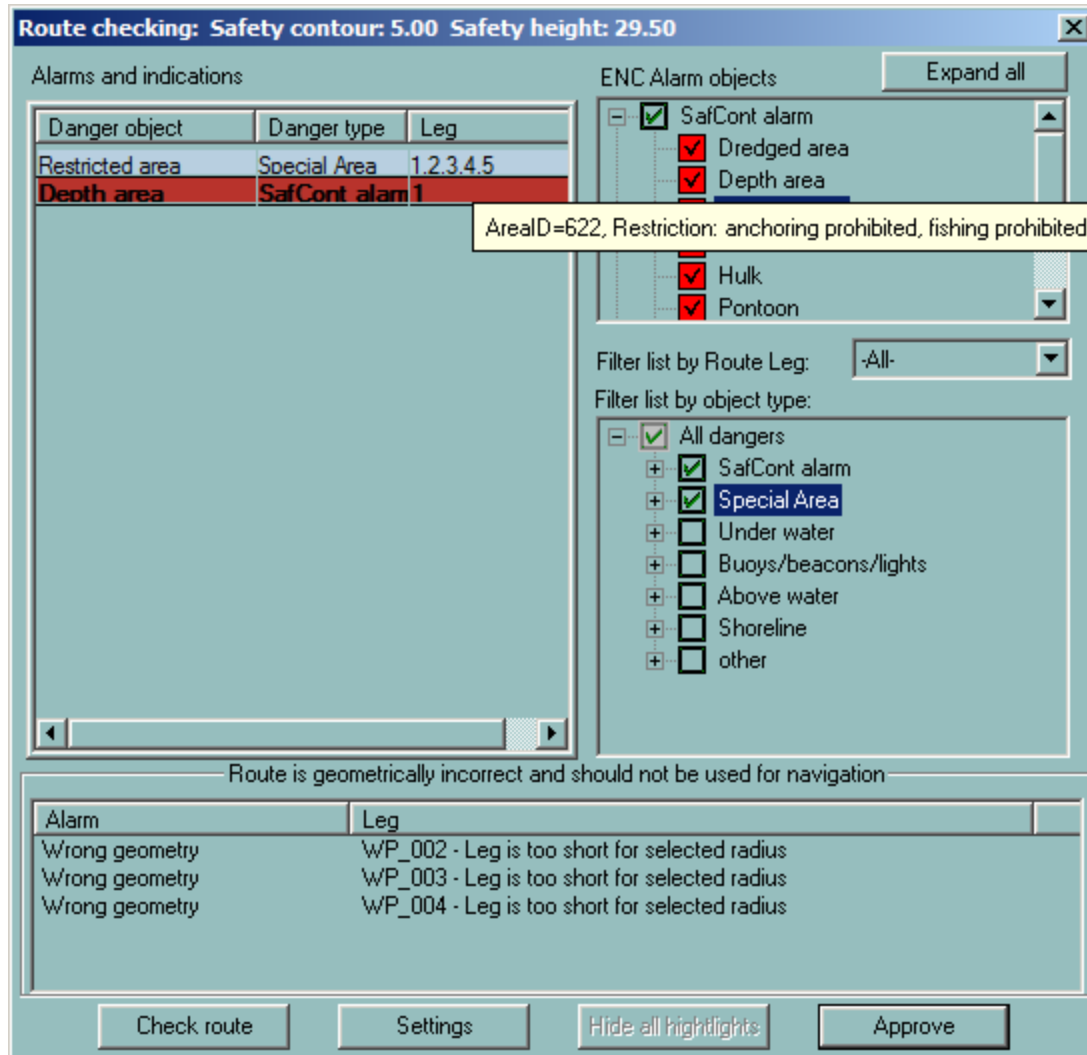 Route checking: Safety contour: 5.00 Safety height: 29.50
Alarms and indications
Danger object Danger type Leg
Restricted area Special Area 1.2.3.4.5
Depth area SafCont alarm 1
ENC Alarm objects
Expand all
SafCont alarm
Dredged area
Depth area
AreaID=622, Restriction: anchoring prohibited, fishing prohibited
Hulk
Pontoon
Filter list by Route Leg: -All-
Filter list by object type:
All dangers
SafCont alarm
Special Area
Under water
Buoys/beacons/lights
Above water
Shoreline
other
Route is geometrically incorrect and should not be used for navigation
Alarm Leg
Wrong geometry WP_002 - Leg is too short for selected radius
Wrong geometry WP_003 - Leg is too short for selected radius
Wrong geometry WP_004 - Leg is too short for selected radius
Check route Settings Hide all hightlights Approve